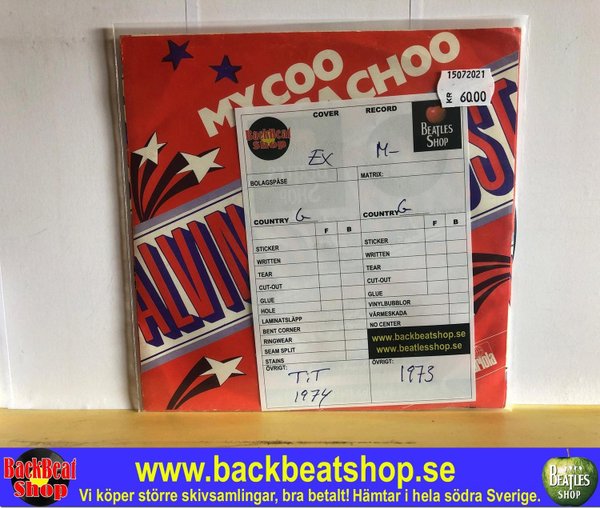 MY COO
CA CHOO
ALVIN
15072021
KR 60.00
COVER RECORD
BackBeat
Shop
BEATLES
SHOP
EX M-
BOLAGSPÅSE MATRIX:
COUNTRY G COUNTRY G
F B F B
STICKER STICKER
WRITTEN WRITTEN
TEAR TEAR
CUT-OUT CUT-OUT
GLUE GLUE
HOLE VINYLBUBBLOR
LAMINATSLÄPP VÄRMESKADA
BENT CORNER NO CENTER
RINGWEAR
SEAM SPLIT
STAINS
www.backbeatshop.se
www.beatlesshop.se
ÖVRIGT: ÖVRIGT:
T:T 1973
1974
BackBeat
Shop
www.backbeatshop.se
Vi köper större skivsamlingar, bra betalt! Hämtar i hela södra Sverige.
BEATLES
SHOP